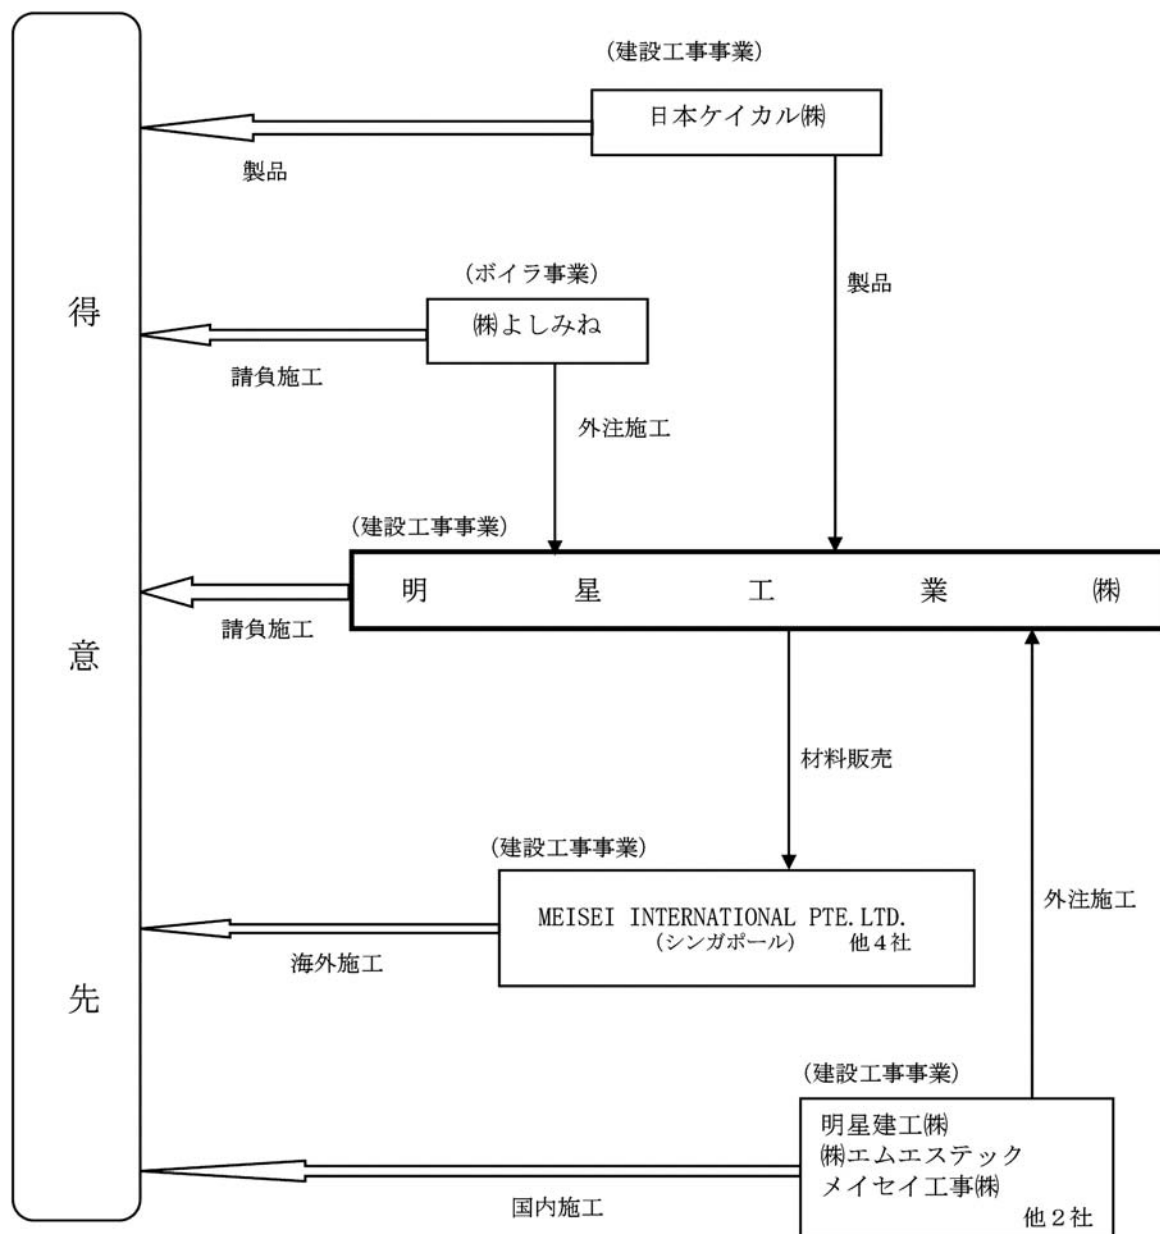 (建設工事事業)
日本ケイカル㈱
製品
製品
(ボイラ事業)
㈱よしみね
請負施工
外注施工
得意先
(建設工事事業)
明星工業㈱
請負施工
材料販売
(建設工事事業)
MEISEI INTERNATIONAL PTE.LTD.
(シンガポール) 他4社
海外施工
外注施工
(建設工事事業)
明星建工㈱
㈱エムエステック
メイセイ工事㈱
他2社
国内施工